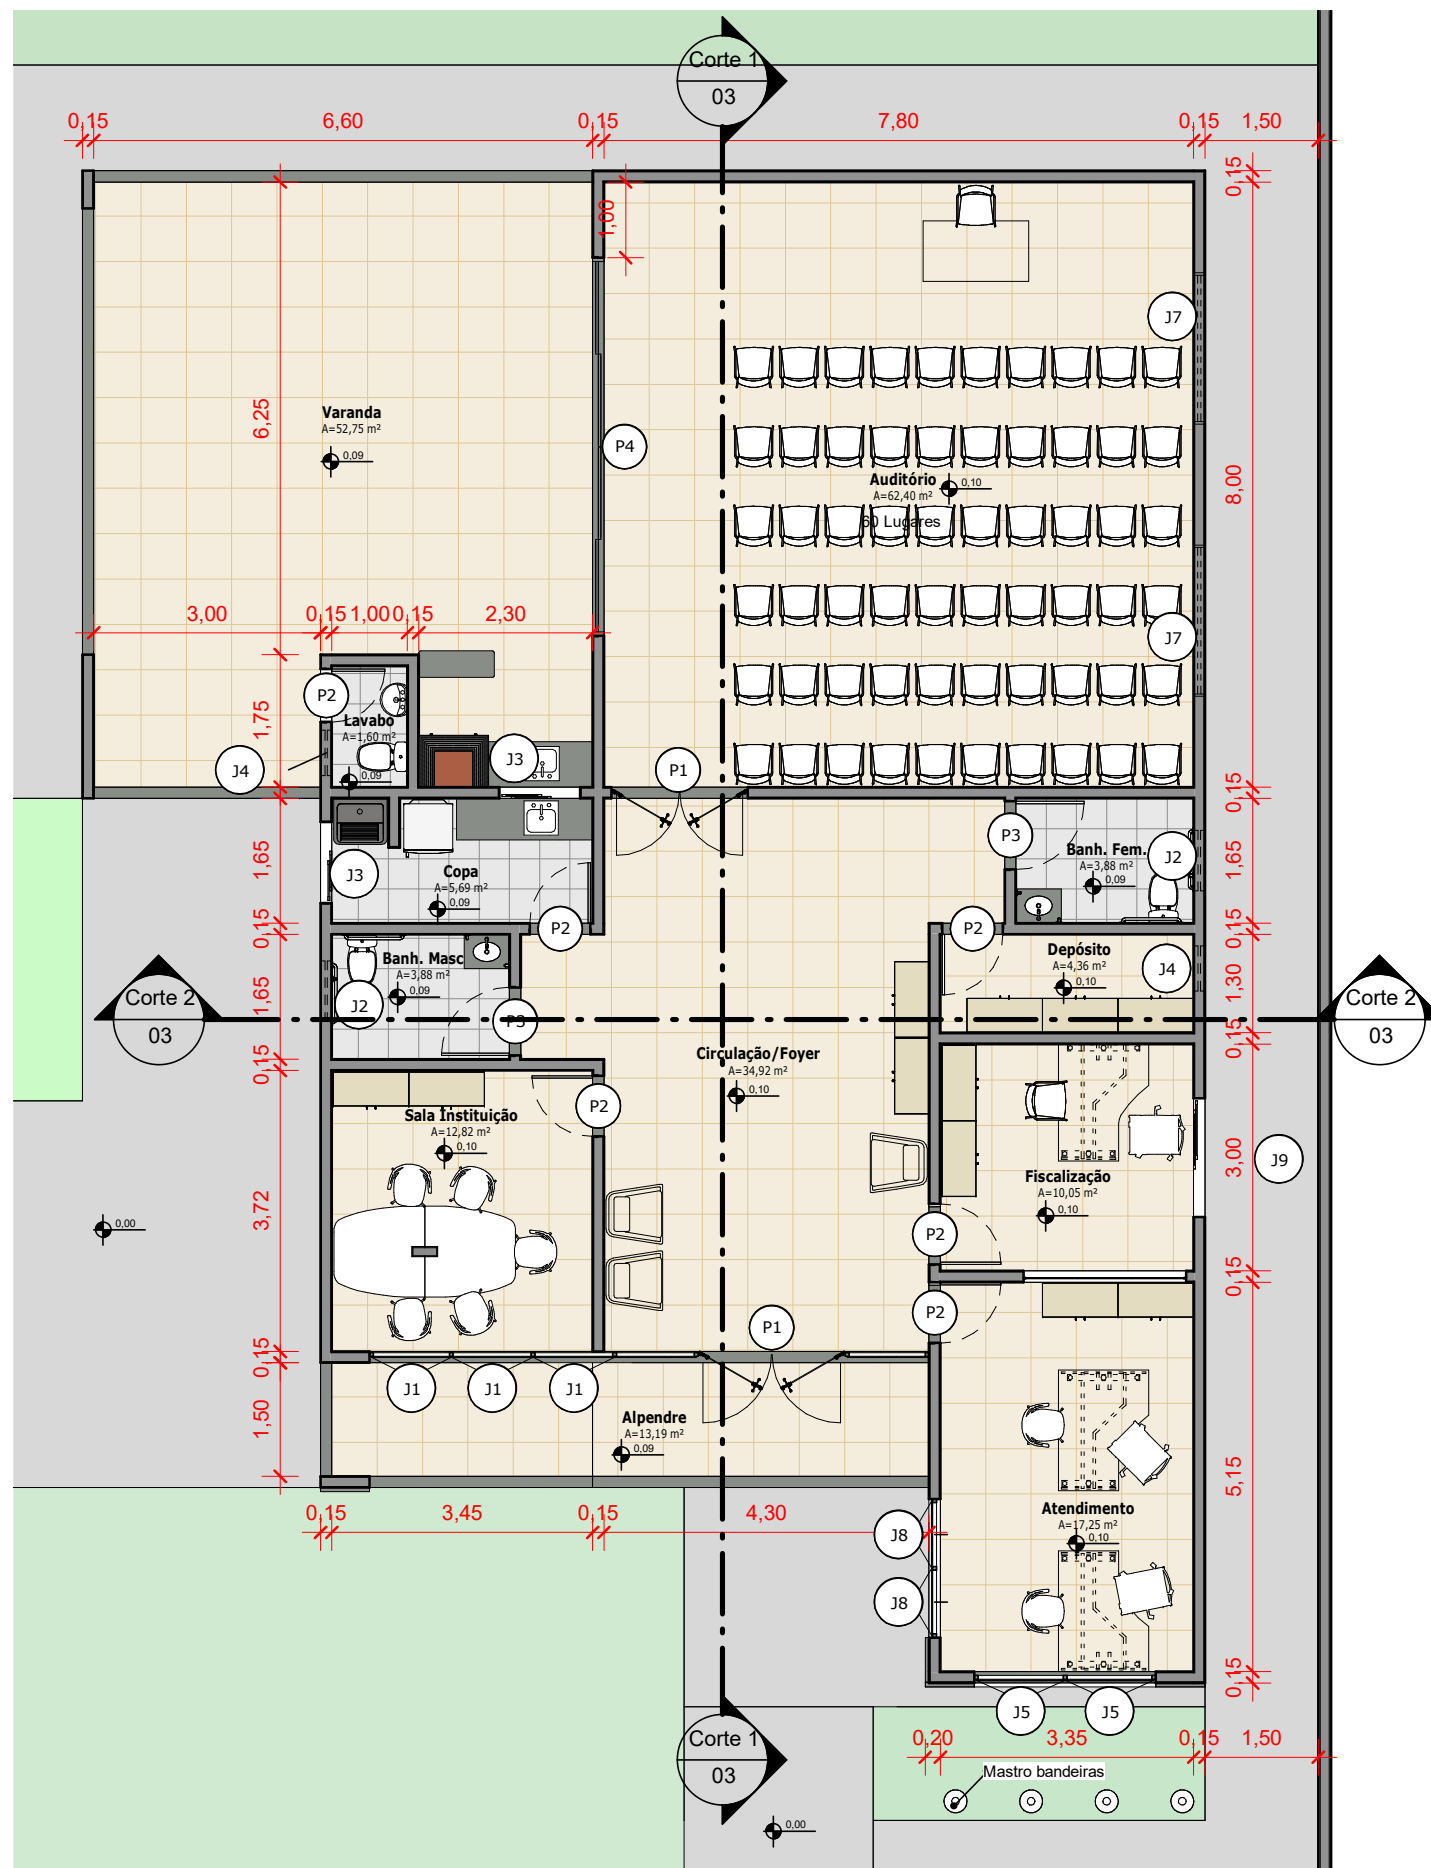 Corte 1
03
0,15
6,60
0,15
7,80
0,15
1,50
0,15
1,00
J7
6,25
Varanda
A=52,75 m²
0,09
P4
Auditório
A=62,40 m²
0,10
60 Lugares
8,00
3,00
0,15
1,00
0,15
2,30
J7
P2
Lavabo
A=1,60 m²
0,09
1,75
J4
J3
P1
0,15
1,65
J3
Copa
A=5,69 m²
0,09
P3
Banh. Fem.
A=3,88 m²
0,09
J2
1,65
0,15
P2
P2
0,15
Banh. Masc
A=3,88 m²
0,09
J2
P3
Depósito
A=4,36 m²
0,10
J4
1,30
Corte 2
03
1,65
Corte 2
03
0,15
0,15
Circulação/Foyer
A=34,92 m²
0,10
P2
Sala Instituição
A=12,82 m²
0,10
3,72
Fiscalização
A=10,05 m²
0,10
3,00
J9
0,00
P2
0,15
P2
P1
0,15
J1
J1
J1
1,50
Alpendre
A=13,19 m²
0,09
5,15
0,15
3,45
0,15
4,30
J8
J8
Atendimento
A=17,25 m²
0,10
0,15
J5
J5
Corte 1
03
0,20
3,35
0,15
1,50
Mastro bandeiras
0,00